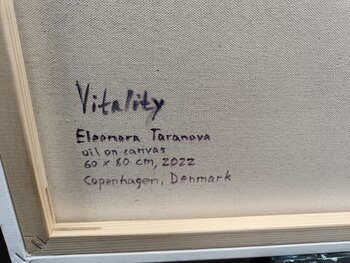 Vitality
Eleonora Taranova
oil on canvas
60 x 80 cm, 2022
Copenhagen, Denmark